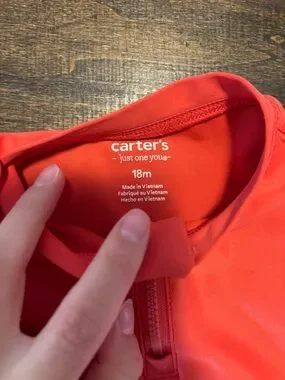 carter's
just one you
18m
Made in Vietnam
Fabriqué au Vietnam
Hecho en Vietnam